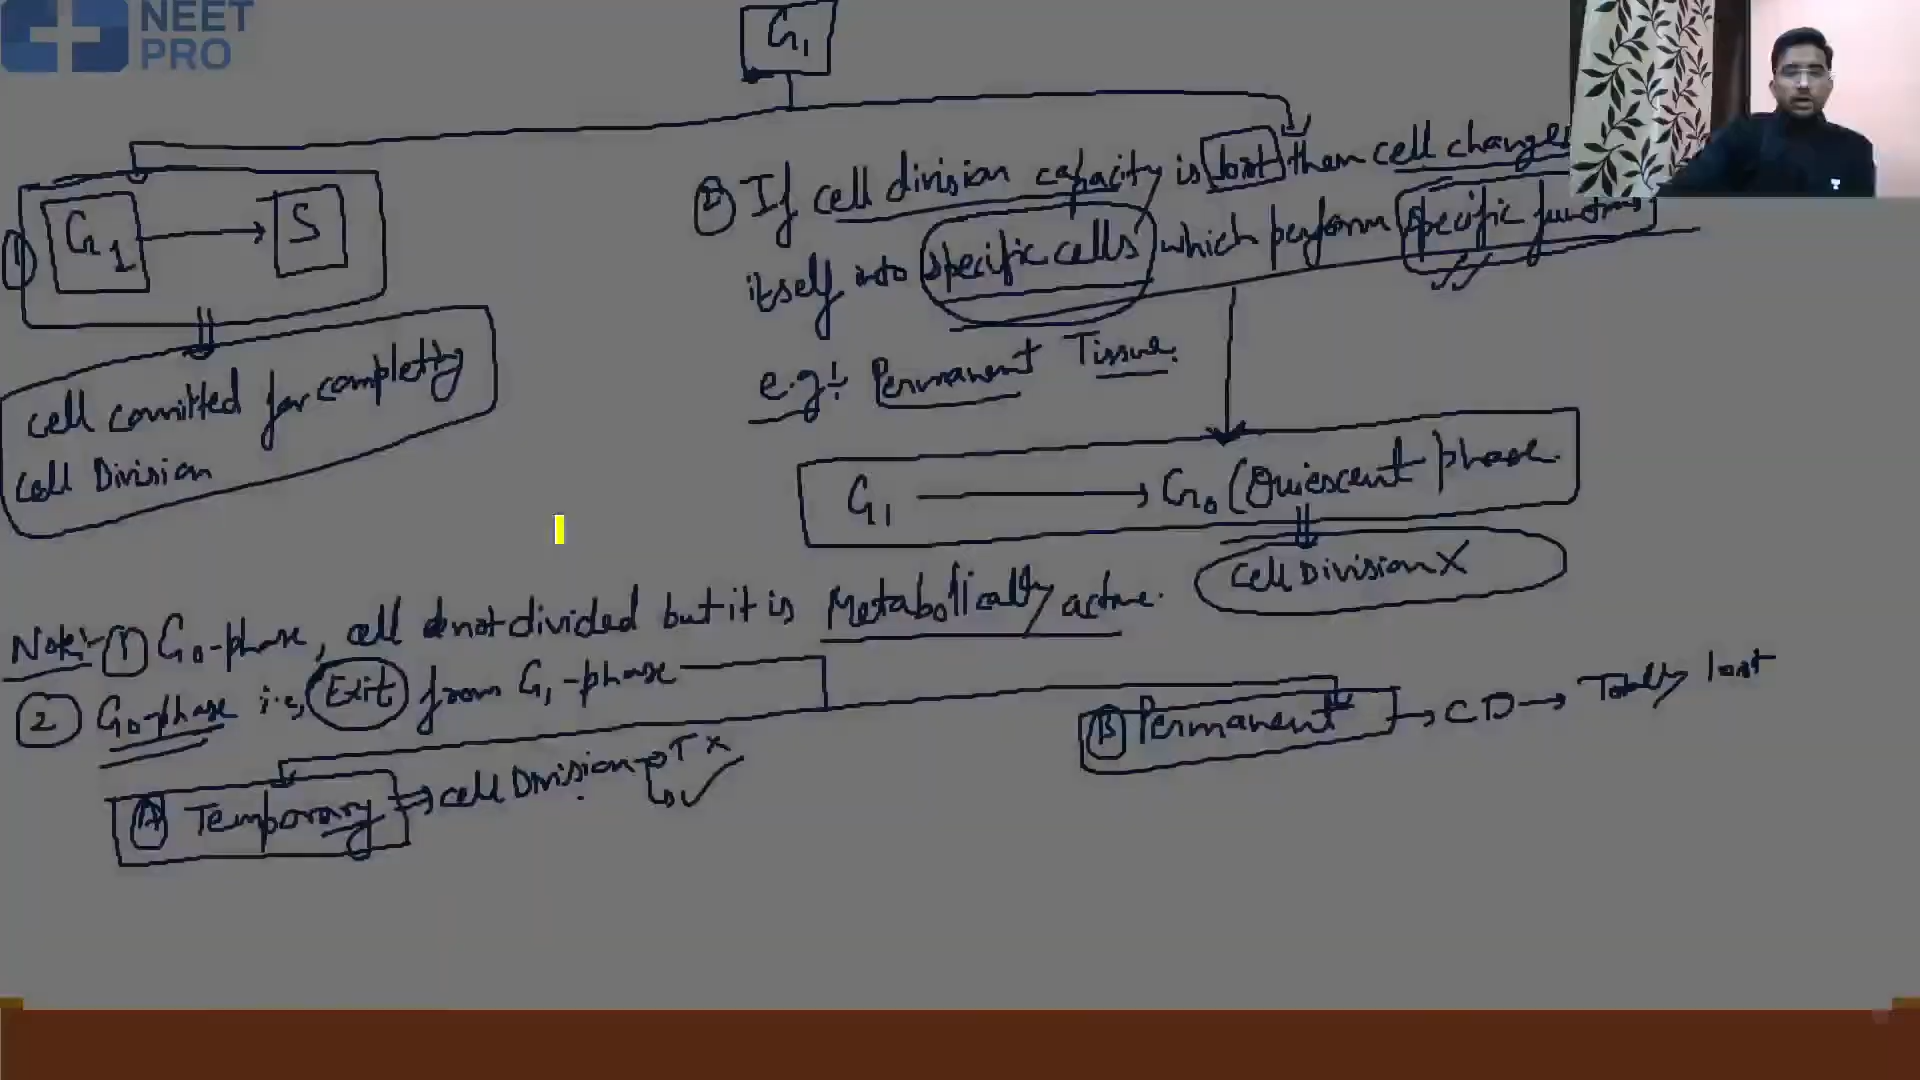 NEET
PRO
G1
① G1 → S
cell committed for completing
cell Division
② If cell division capacity is lost then cell changes
itself into specific cells which perform specific functions
e.g:- Permanent Tissue.
G1 → G0 (Quiescent phase
cell Division X
Note:- ① G0-phase, cell not divided but it is Metabolically active.
② G0-phase i.e, Exit from G1-phase
Ⓐ Temporary ⇒ cell Division → T X ↳ ✓
Ⓑ Permanent → CD → Totally lost